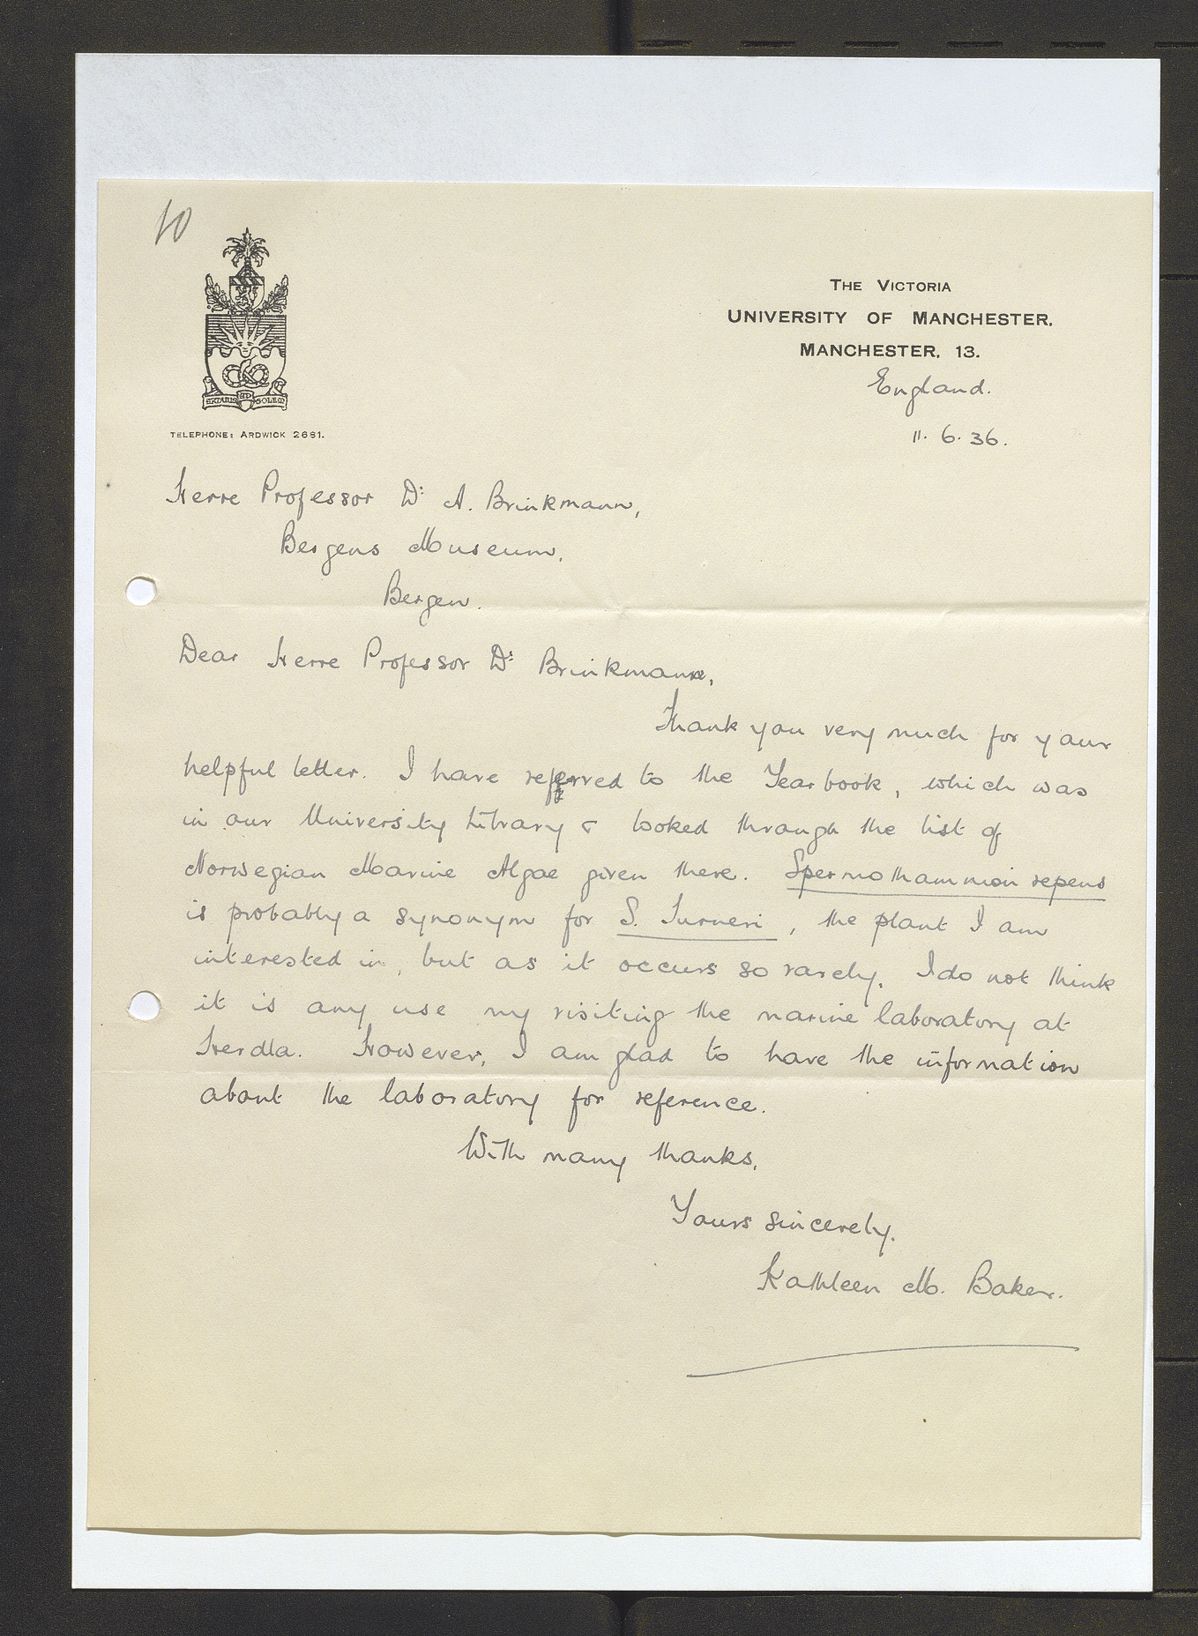 10
THE VICTORIA
UNIVERSITY OF MANCHESTER.
MANCHESTER, 13.
England.
11. 6. 36.
TELEPHONE: ARDWICK 2681.
Herre Professor Dr A. Brinkmann,
Bergens Museum,
Bergen.
Dear Herre Professor Dr Brinkmann,
Thank you very much for your
helpful letter. I have referred to the Yearbook, which was
in our University Library & looked through the list of
Norwegian Marine Algae given there. Spermothamnion repens
is probably a synonym for S. Turneri, the plant I am
interested in, but as it occurs so rarely, I do not think
it is any use my visiting the marine laboratory at
Herdla. However, I am glad to have the information
about the laboratory for reference.
With many thanks,
Yours sincerely,
Kathleen M. Baker.